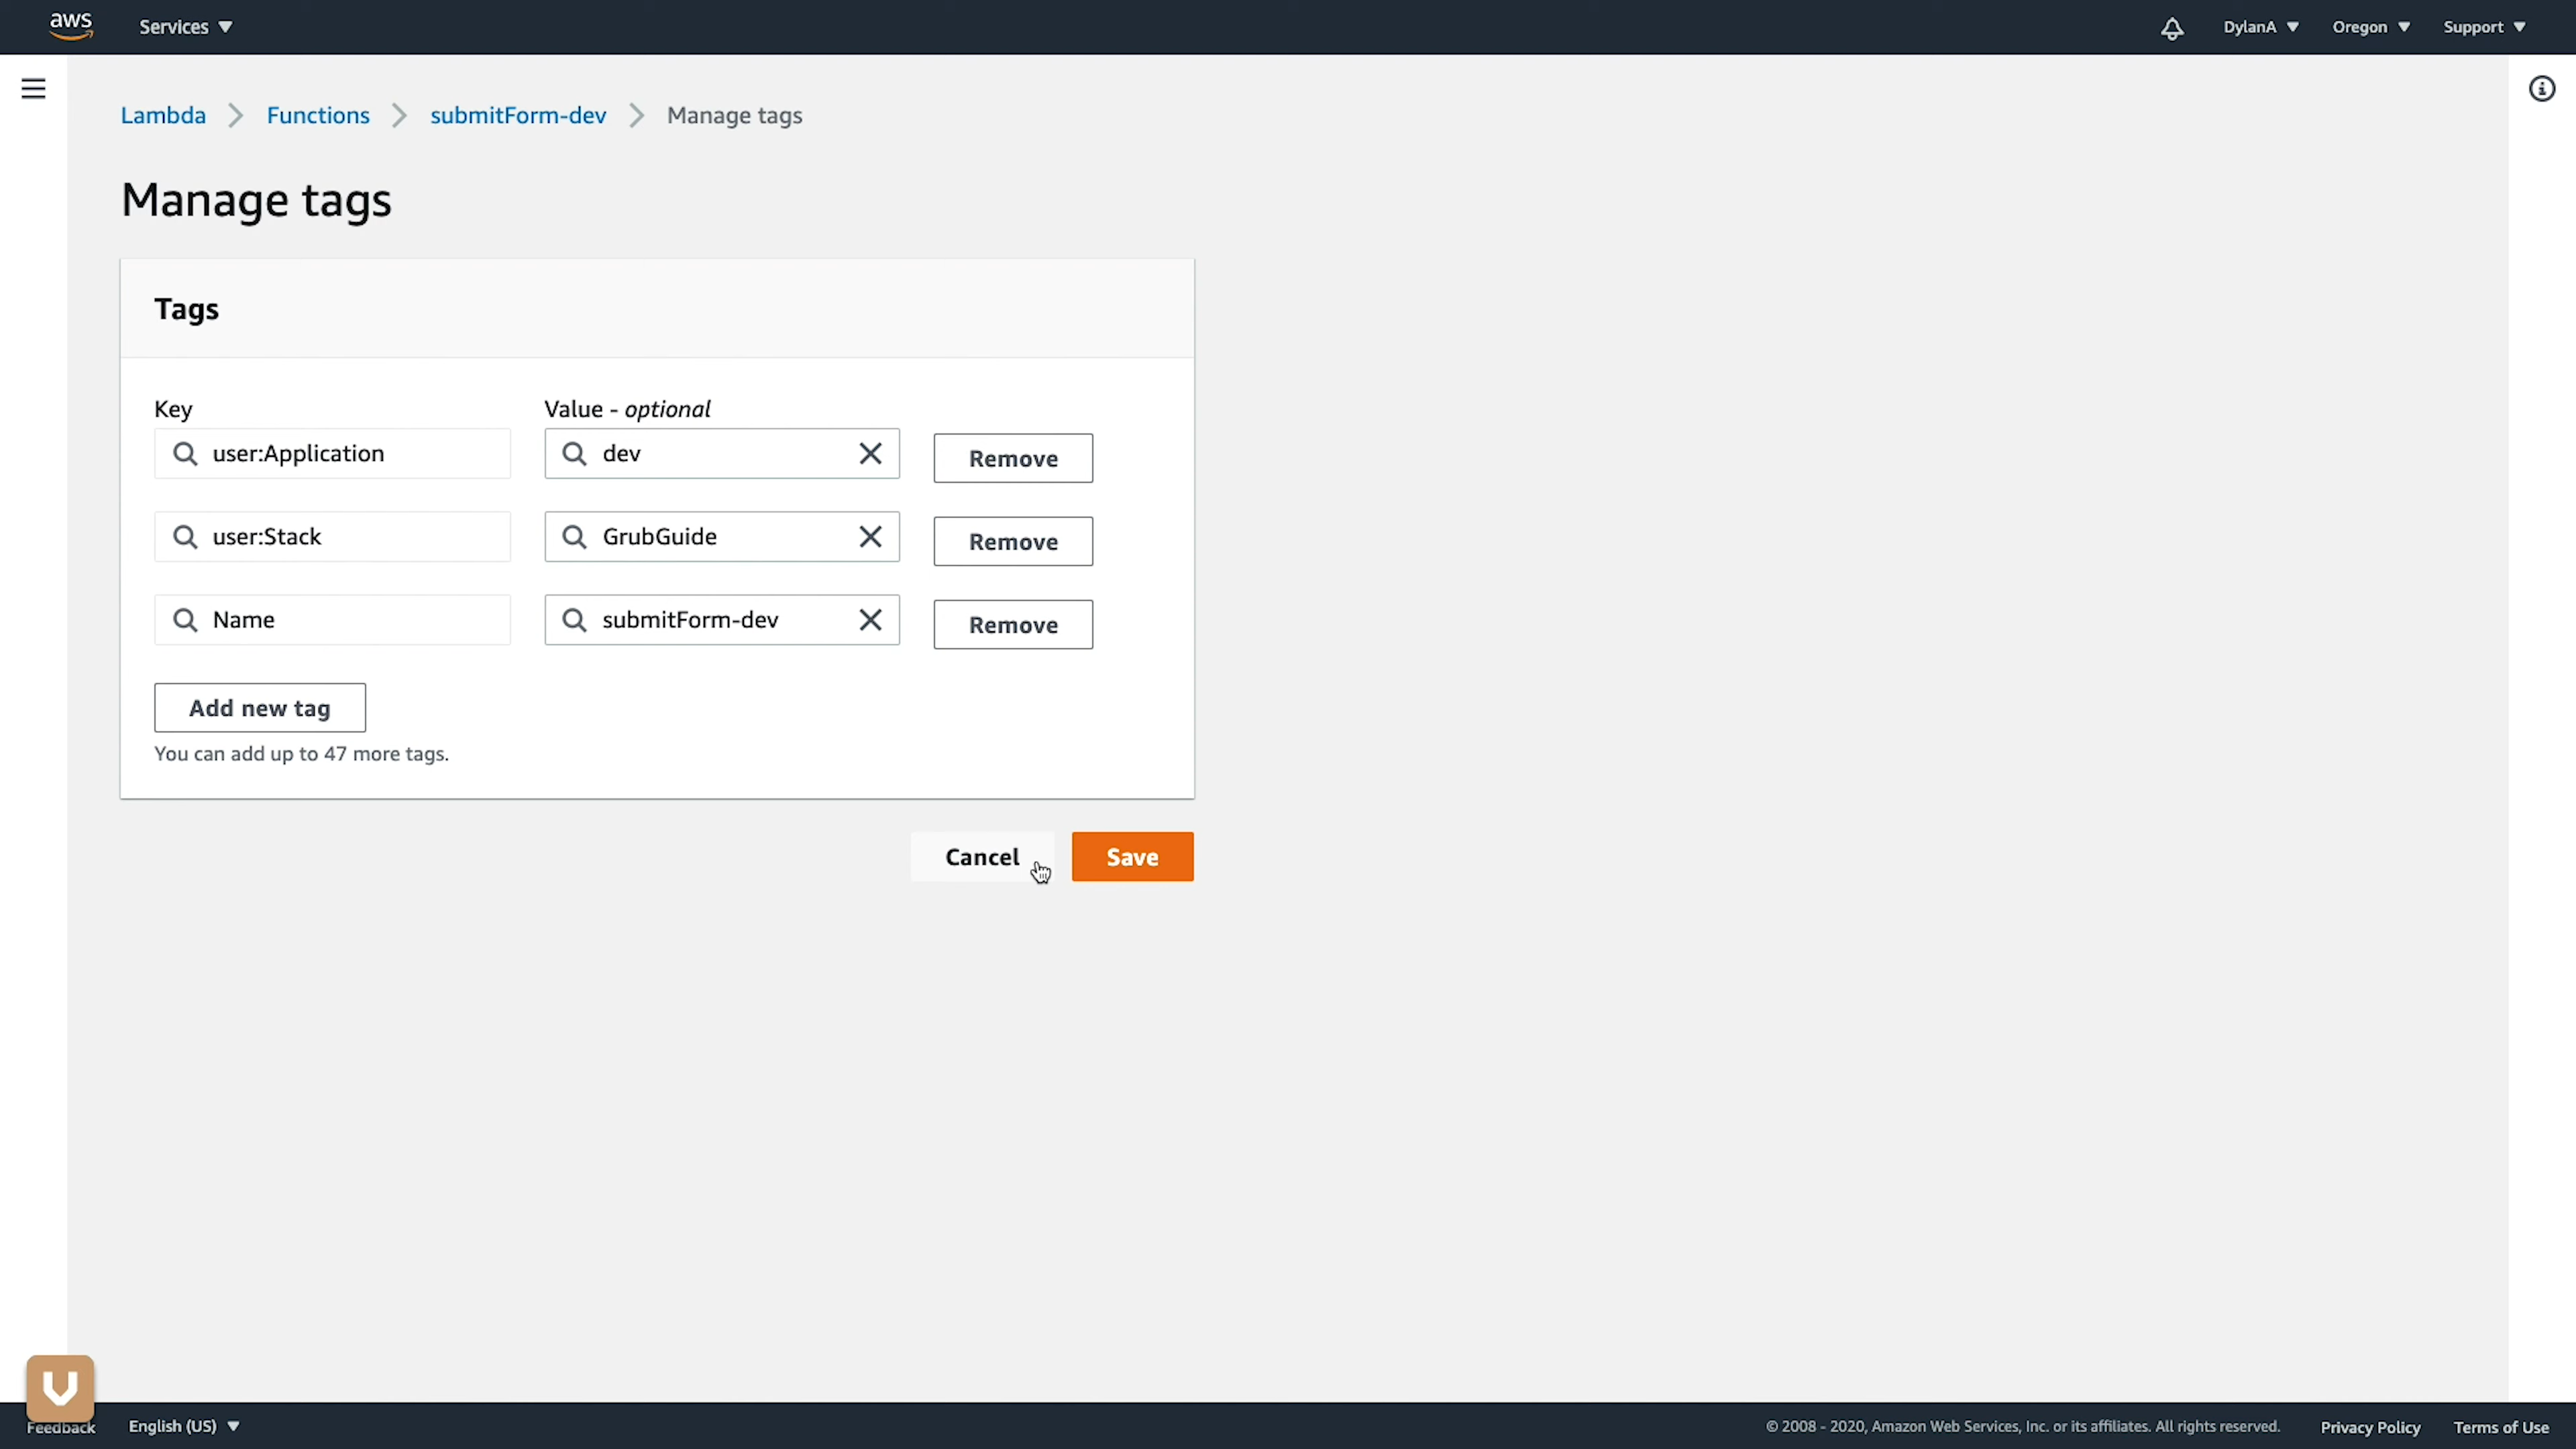 aws Services DylanA Oregon Support
Lambda Functions submitForm-dev Manage tags
Manage tags
Tags
Key Value - optional
user:Application dev Remove
user:Stack GrubGuide Remove
Name submitForm-dev Remove
Add new tag
You can add up to 47 more tags.
Cancel Save
Feedback English (US) © 2008 - 2020, Amazon Web Services, Inc. or its affiliates. All rights reserved. Privacy Policy Terms of Use